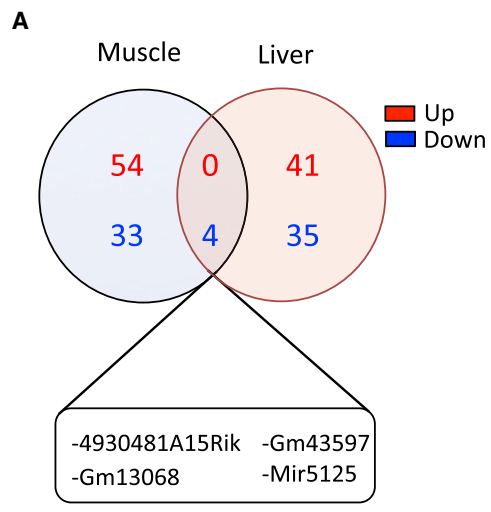 A
Muscle
Liver
Up
Down
54 0 41
33 4 35
-4930481A15Rik -Gm43597
-Gm13068 -Mir5125